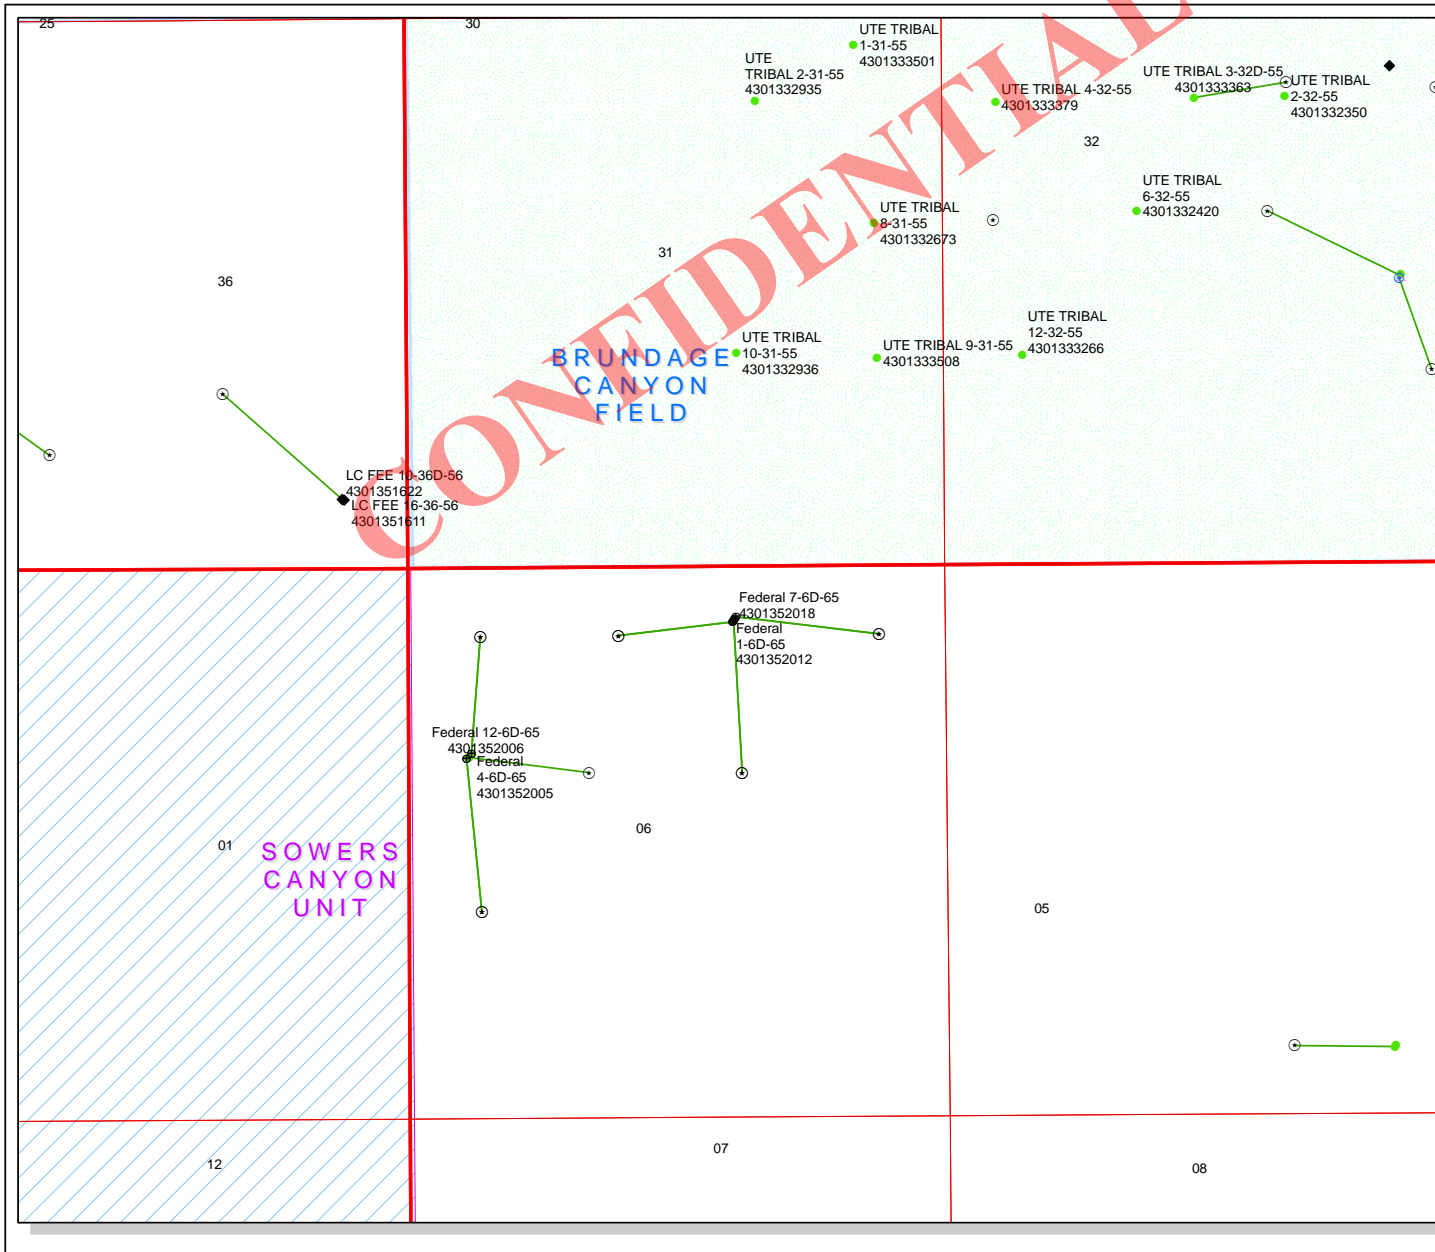 25
30
UTE TRIBAL
1-31-55
4301333501
UTE
TRIBAL 2-31-55
4301332935
UTE TRIBAL 4-32-55
4301333379
UTE TRIBAL 3-32D-55
4301333363
UTE TRIBAL
2-32-55
4301332350
32
UTE TRIBAL
6-32-55
4301332420
UTE TRIBAL
8-31-55
4301332673
31
36
UTE TRIBAL
10-31-55
4301332936
UTE TRIBAL 9-31-55
4301333508
UTE TRIBAL
12-32-55
4301333266
BRUNDAGE
CANYON
FIELD
CONFIDENTIAL
LC FEE 10-36D-56
4301351622
LC FEE 16-36-56
4301351611
Federal 7-6D-65
4301352018
Federal
1-6D-65
4301352012
Federal 12-6D-65
4301352006
Federal
4-6D-65
4301352005
06
01
SOWERS
CANYON
UNIT
05
12
07
08